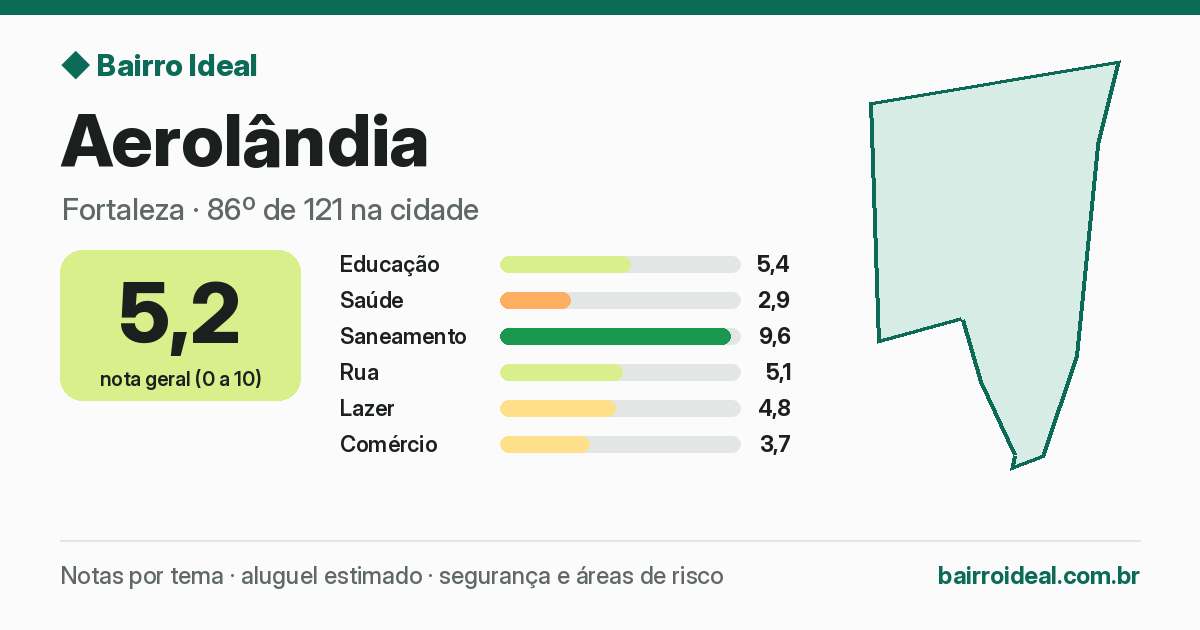 Bairro Ideal
Aerolândia
Fortaleza · 86º de 121 na cidade
5,2
nota geral (0 a 10)
Educação 5,4
Saúde 2,9
Saneamento 9,6
Rua 5,1
Lazer 4,8
Comércio 3,7
Notas por tema · aluguel estimado · segurança e áreas de risco
bairroideal.com.br